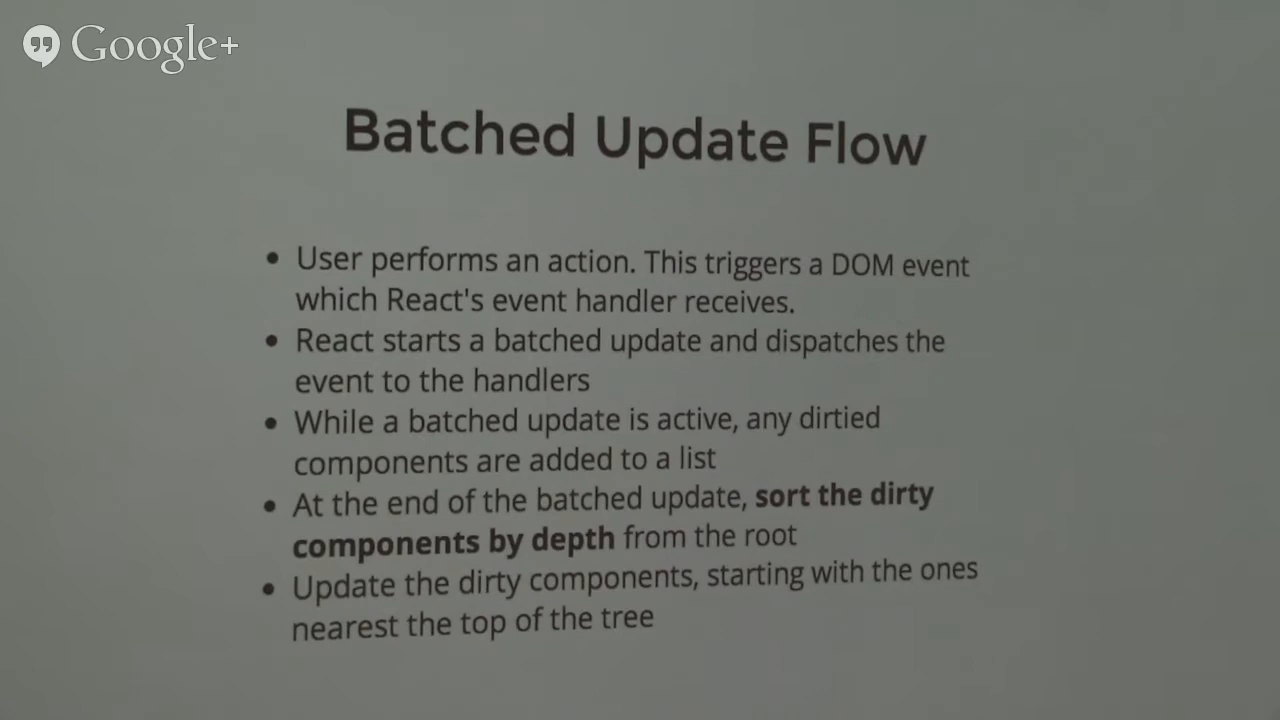 Google+
Batched Update Flow
• User performs an action. This triggers a DOM event
which React's event handler receives.
• React starts a batched update and dispatches the
event to the handlers
• While a batched update is active, any dirtied
components are added to a list
• At the end of the batched update, sort the dirty
components by depth from the root
• Update the dirty components, starting with the ones
nearest the top of the tree